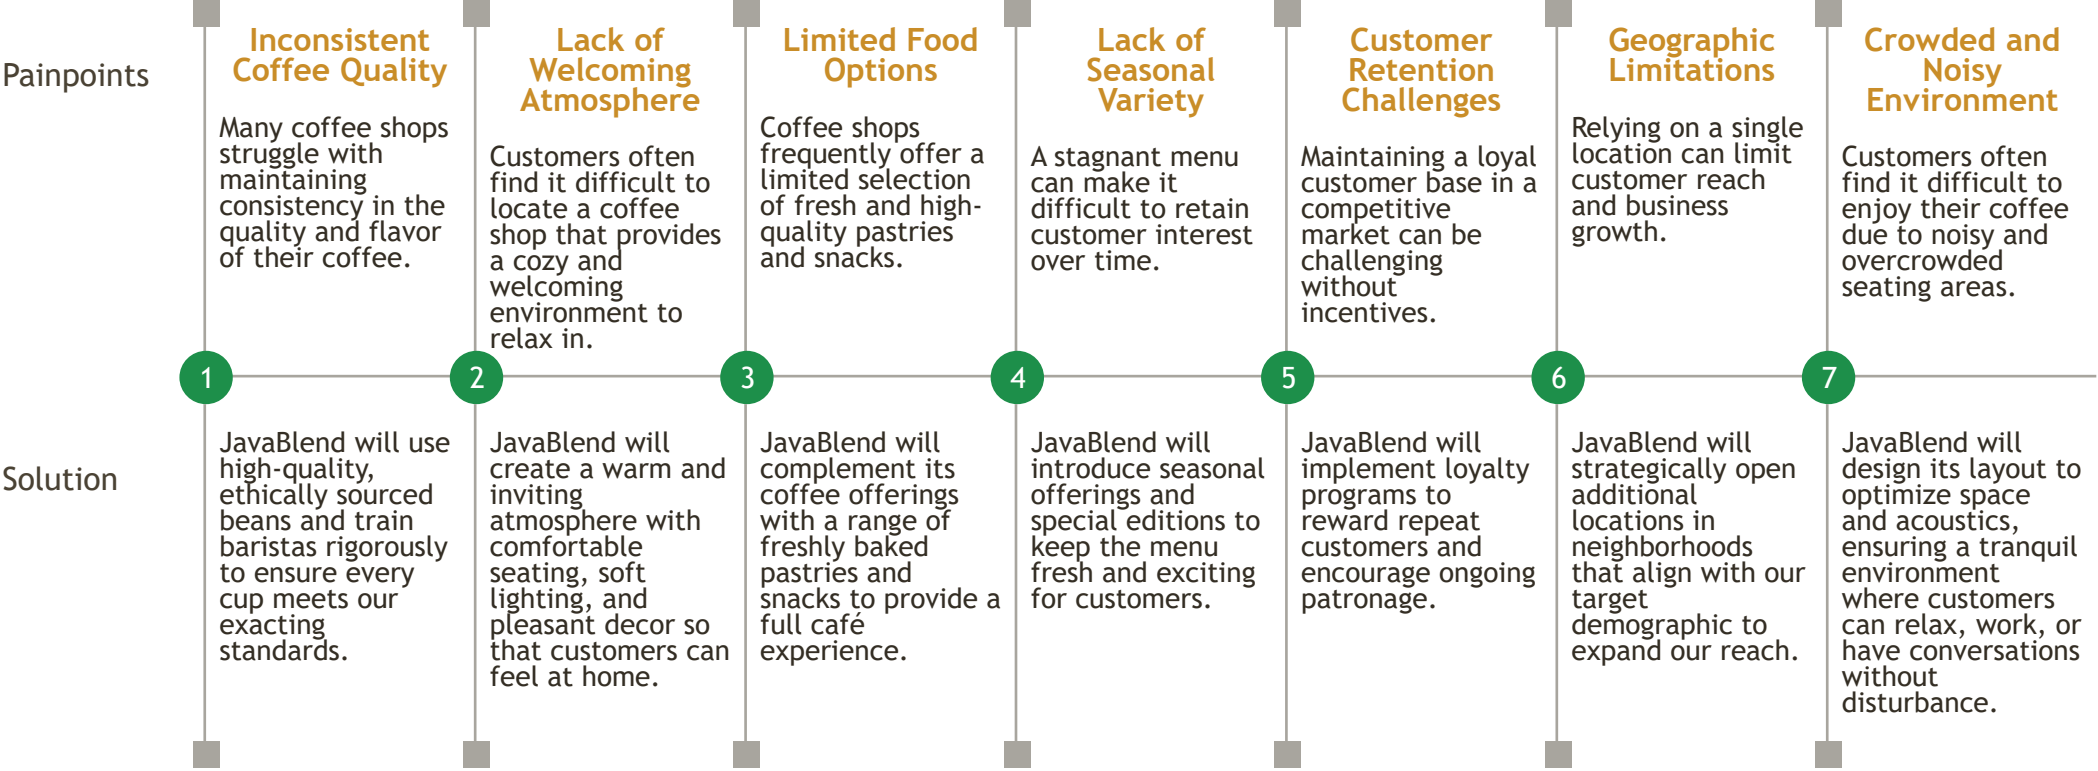 Painpoints
Inconsistent
Coffee Quality
Many coffee shops
struggle with
maintaining
consistency in the
quality and flavor
of their coffee.
Lack of
Welcoming
Atmosphere
Customers often
find it difficult to
locate a coffee
shop that provides
a cozy and
welcoming
environment to
relax in.
Limited Food
Options
Coffee shops
frequently offer a
limited selection
of fresh and high-
quality pastries
and snacks.
Lack of
Seasonal
Variety
A stagnant menu
can make it
difficult to retain
customer interest
over time.
Customer
Retention
Challenges
Maintaining a loyal
customer base in a
competitive
market can be
challenging
without
incentives.
Geographic
Limitations
Relying on a single
location can limit
customer reach
and business
growth.
Crowded and
Noisy
Environment
Customers often
find it difficult to
enjoy their coffee
due to noisy and
overcrowded
seating areas.
1
2
3
4
5
6
7
Solution
JavaBlend will use
high-quality,
ethically sourced
beans and train
baristas rigorously
to ensure every
cup meets our
exacting
standards.
JavaBlend will
create a warm and
inviting
atmosphere with
comfortable
seating, soft
lighting, and
pleasant decor so
that customers can
feel at home.
JavaBlend will
complement its
coffee offerings
with a range of
freshly baked
pastries and
snacks to provide a
full café
experience.
JavaBlend will
introduce seasonal
offerings and
special editions to
keep the menu
fresh and exciting
for customers.
JavaBlend will
implement loyalty
programs to
reward repeat
customers and
encourage ongoing
patronage.
JavaBlend will
strategically open
additional
locations in
neighborhoods
that align with our
target
demographic to
expand our reach.
JavaBlend will
design its layout to
optimize space
and acoustics,
ensuring a tranquil
environment
where customers
can relax, work, or
have conversations
without
disturbance.